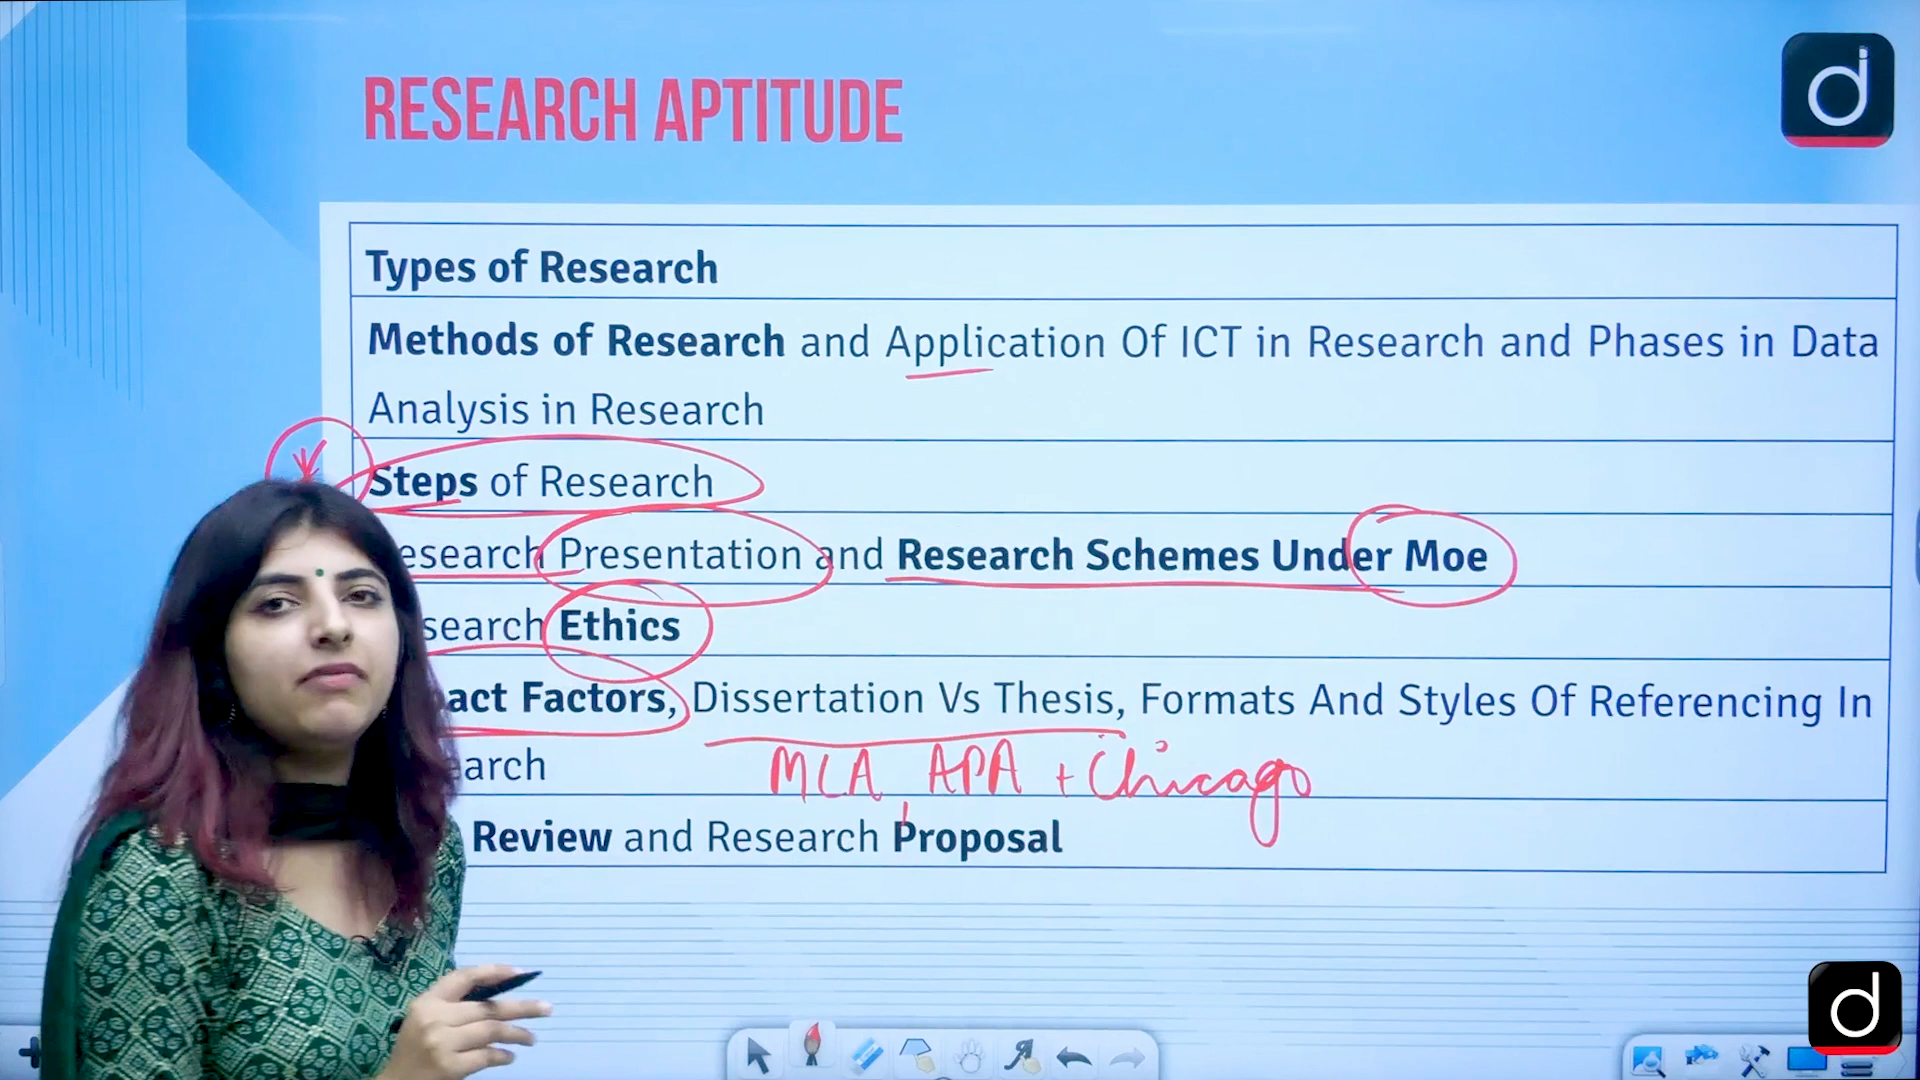 RESEARCH APTITUDE
d
Types of Research
Methods of Research and Application Of ICT in Research and Phases in Data
Analysis in Research
Steps of Research
esearch Presentation and Research Schemes Under Moe
search Ethics
act Factors, Dissertation Vs Thesis, Formats And Styles Of Referencing In
earch
MLA, APA + Chicago
Review and Research Proposal
d